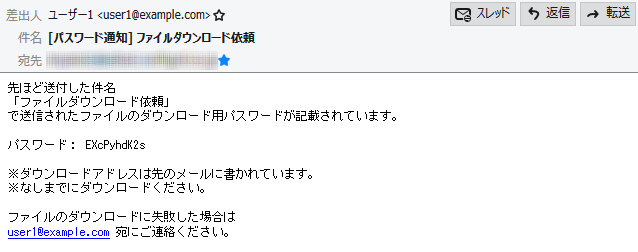 差出人 ユーザー1 <user1@example.com>
スレッド 返信 転送
件名 [パスワード通知] ファイルダウンロード依頼
宛先
先ほど送付した件名
「ファイルダウンロード依頼」
で送信されたファイルのダウンロード用パスワードが記載されています。
パスワード： EXcPyhdK2s
※ダウンロードアドレスは先のメールに書かれています。
※なしまでにダウンロードください。
ファイルのダウンロードに失敗した場合は
user1@example.com 宛にご連絡ください。